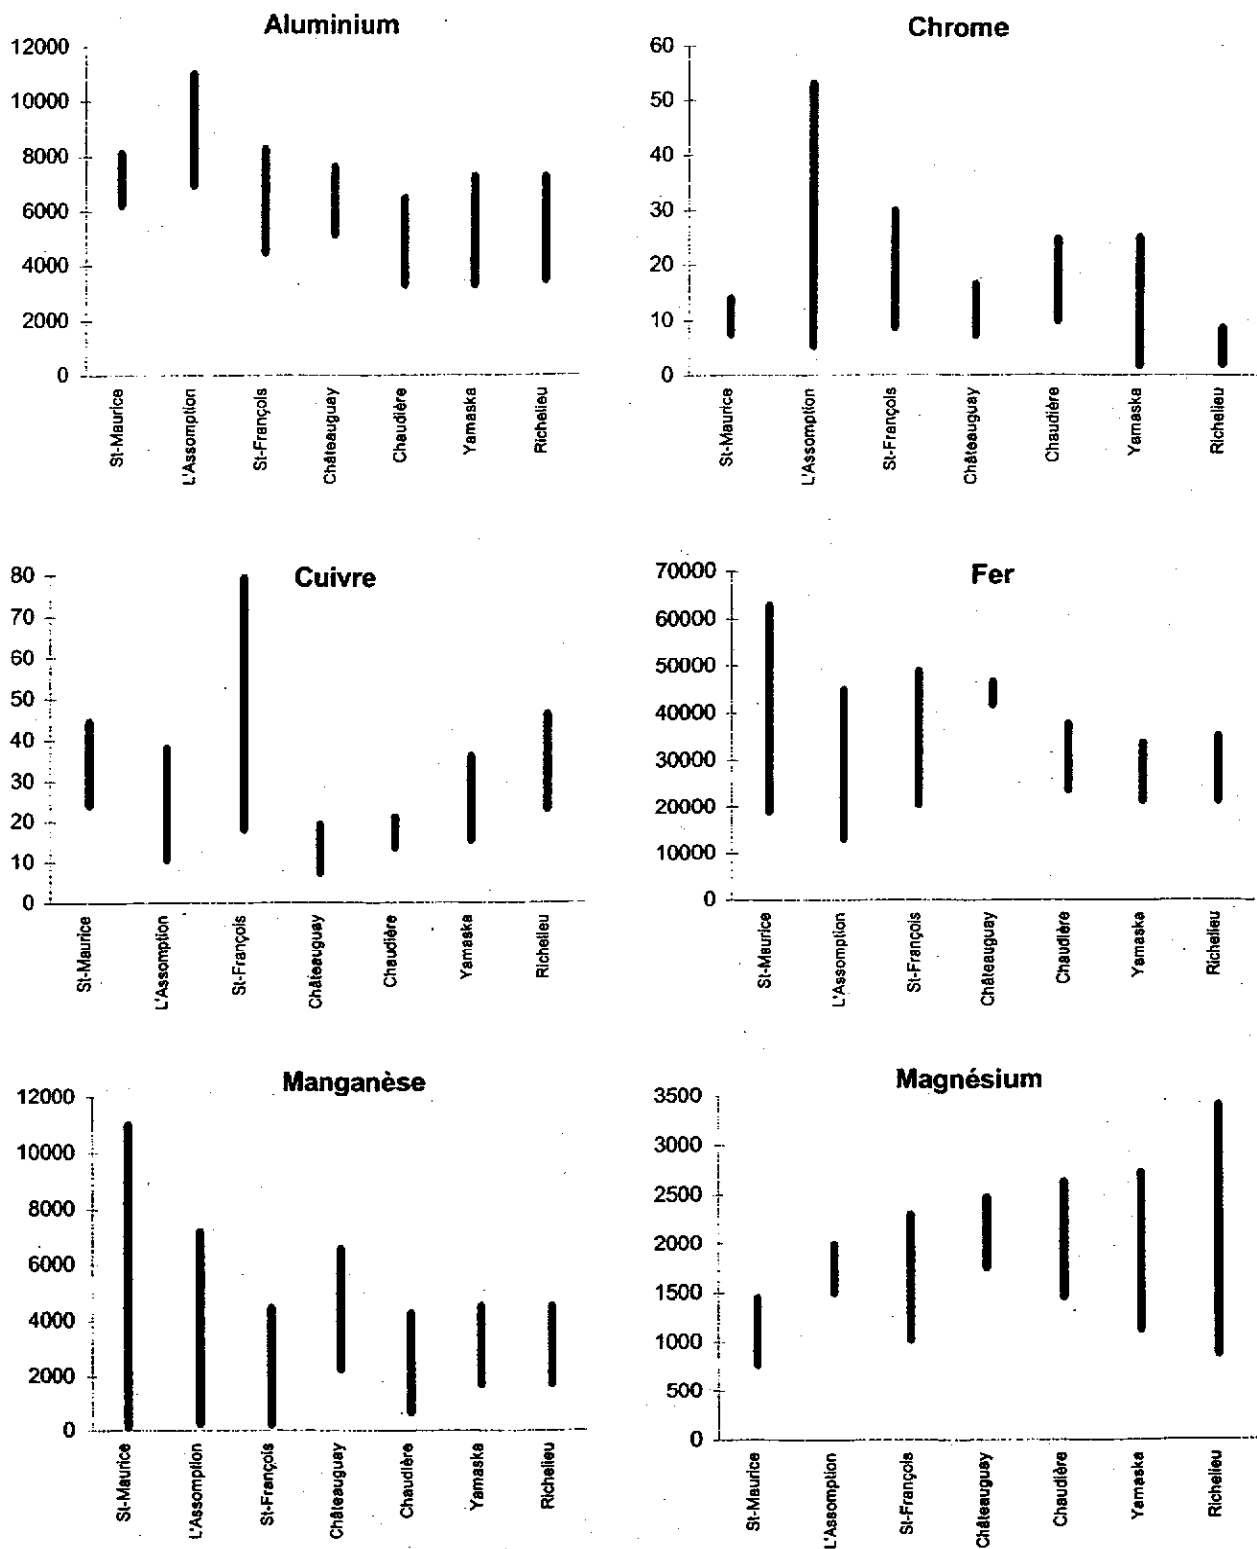 Aluminium
12000
10000
8000
6000
4000
2000
0
St-Maurice
L'Assomption
St-François
Châteauguay
Chaudière
Yamaska
Richelieu
Chrome
60
50
40
30
20
10
0
St-Maurice
L'Assomption
St-François
Châteauguay
Chaudière
Yamaska
Richelieu
Cuivre
80
70
60
50
40
30
20
10
0
St-Maurice
L'Assomption
St-François
Châteauguay
Chaudière
Yamaska
Richelieu
Fer
70000
60000
50000
40000
30000
20000
10000
0
St-Maurice
L'Assomption
St-François
Châteauguay
Chaudière
Yamaska
Richelieu
Manganèse
12000
10000
8000
6000
4000
2000
0
St-Maurice
L'Assomption
St-François
Châteauguay
Chaudière
Yamaska
Richelieu
Magnésium
3500
3000
2500
2000
1500
1000
500
0
St-Maurice
L'Assomption
St-François
Châteauguay
Chaudière
Yamaska
Richelieu